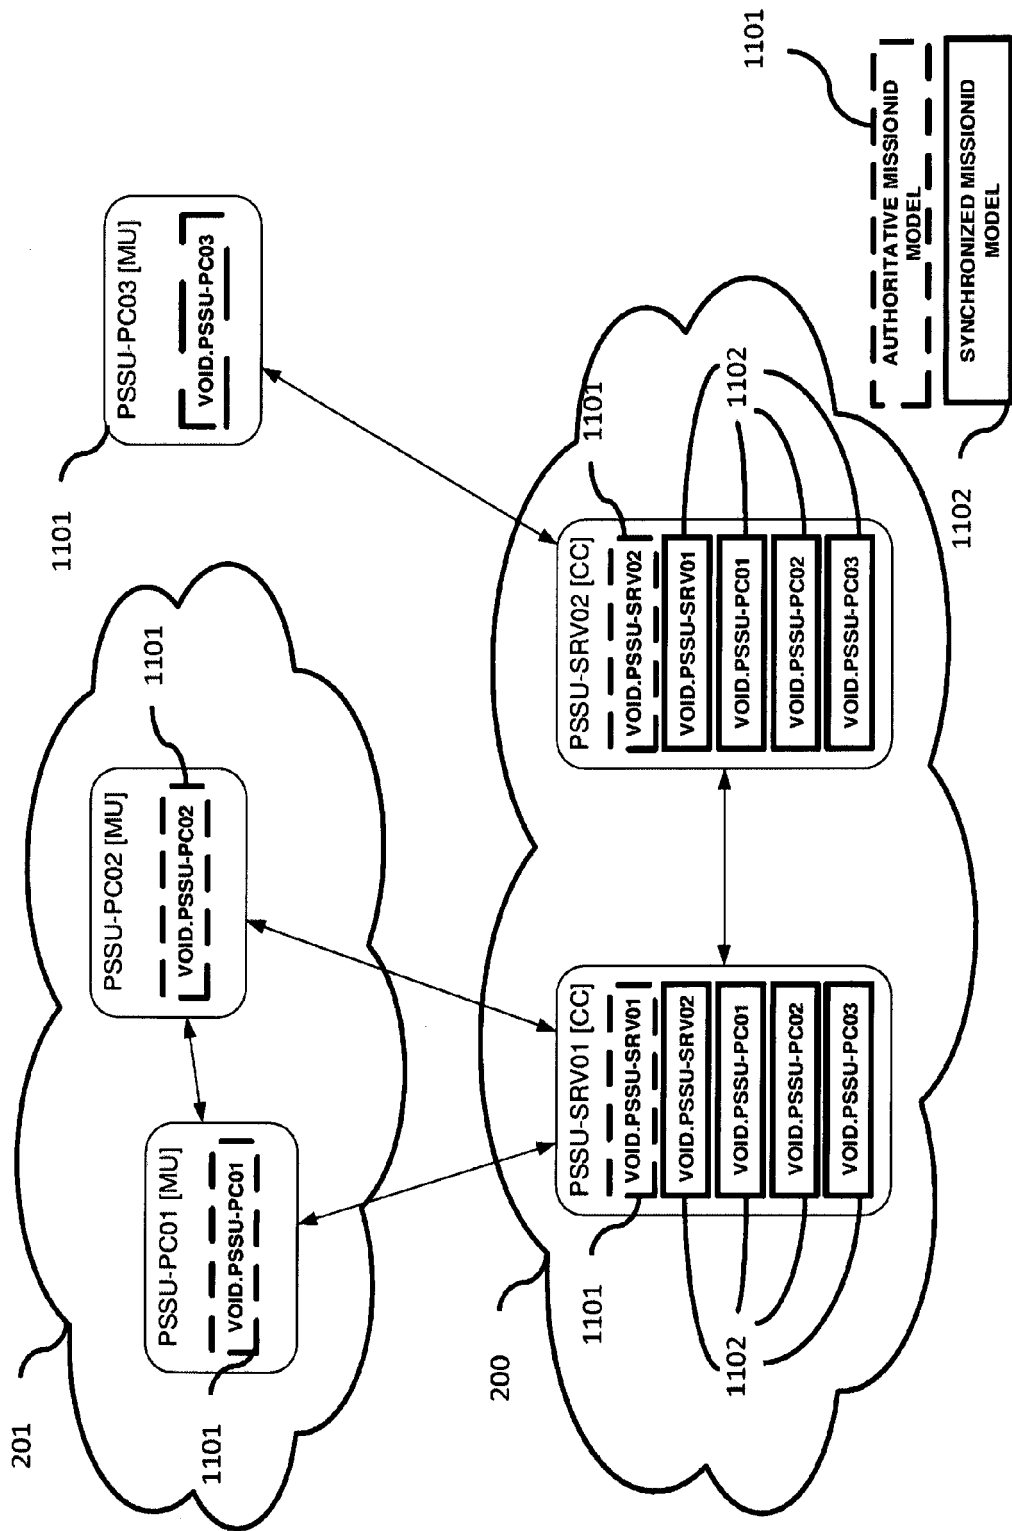 201
1101
PSSU-PC01 [MU]
VOID.PSSU-PC01
PSSU-PC02 [MU]
VOID.PSSU-PC02
1101
1101
PSSU-PC03 [MU]
VOID.PSSU-PC03
200
1101
1102
PSSU-SRV01 [CC]
VOID.PSSU-SRV01
VOID.PSSU-SRV02
VOID.PSSU-PC01
VOID.PSSU-PC02
VOID.PSSU-PC03
PSSU-SRV02 [CC]
VOID.PSSU-SRV02
VOID.PSSU-SRV01
VOID.PSSU-PC01
VOID.PSSU-PC02
VOID.PSSU-PC03
1101
1102
1101
AUTHORITATIVE MISSIONID
MODEL
SYNCHRONIZED MISSIONID
MODEL
1102